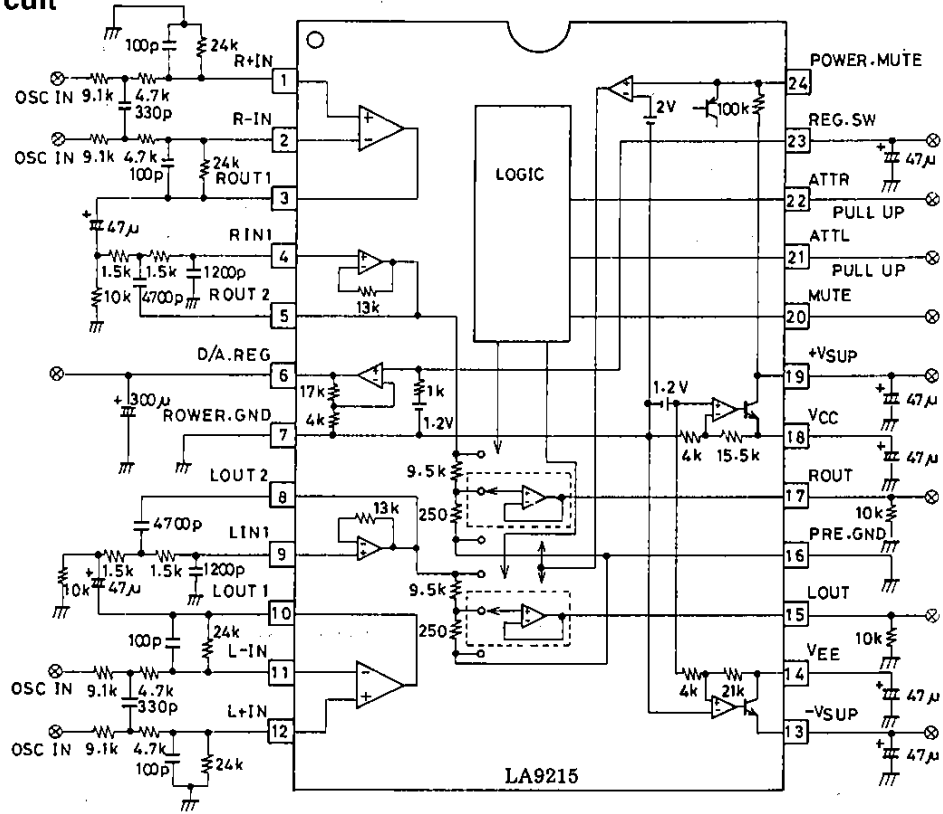 cuit
100p
24k
R+IN
1
OSC IN
9.1k
4.7k
330p
R-IN
2
OSC IN
9.1k
4.7k
100p
24k
ROUT1
3
+
47μ
RIN1
4
1.5k
1.5k
1200p
13k
10k
4700p
ROUT2
5
D/A.REG
6
+
300μ
17k
4k
1k
1.2V
ROWER.GND
7
LOUT2
8
4700p
13k
LIN1
9
1.5k
1.5k
1200p
10k
+
47μ
LOUT1
10
100p
24k
L-IN
11
OSC IN
9.1k
4.7k
330p
L+IN
12
OSC IN
9.1k
4.7k
100p
24k
LOGIC
9.5k
250
9.5k
250
LA9215
2V
100k
POWER.MUTE
24
REG.SW
23
+
47μ
ATTR
22
PULL UP
ATTL
21
PULL UP
MUTE
20
+VSUP
19
+
47μ
1.2V
VCC
18
4k
15.5k
+
47μ
ROUT
17
10k
PRE.GND
16
LOUT
15
10k
VEE
14
4k
21k
+
47μ
-VSUP
13
+
47μ